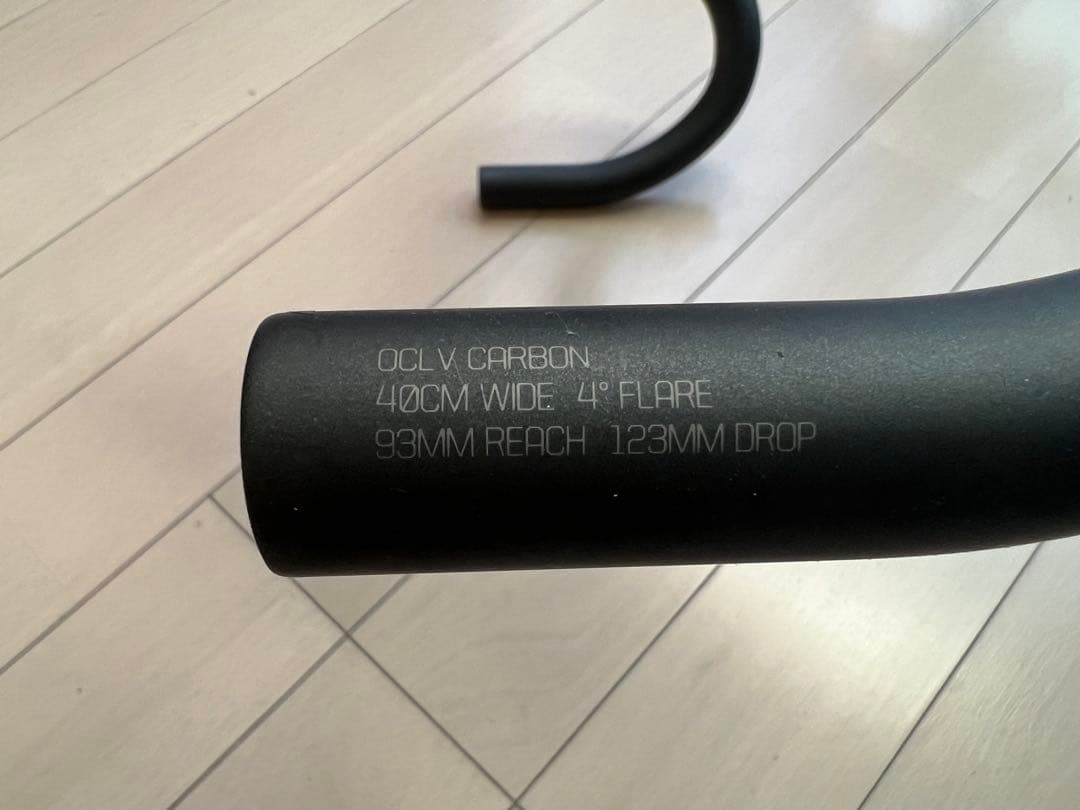 OCLV CARBON
40CM WIDE 4° FLARE
93MM REACH 123MM DROP